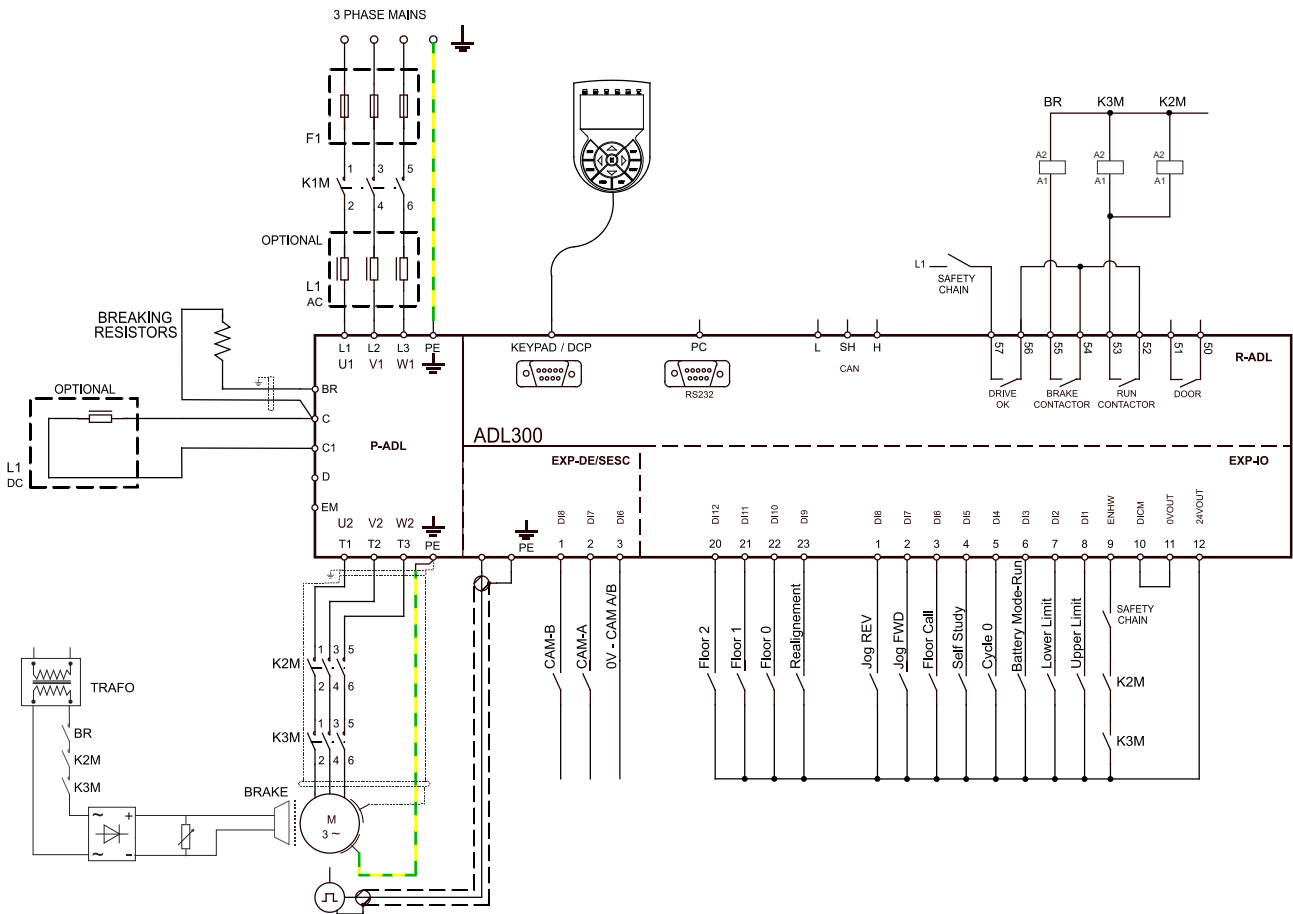 3 PHASE MAINS
F1
K1M
1 3 5
2 4 6
OPTIONAL
L1
AC
BREAKING
RESISTORS
OPTIONAL
L1
DC
BR K3M K2M
A2 A2 A2
A1 A1 A1
L1
SAFETY
CHAIN
L1 L2 L3 PE
U1 V1 W1
BR
C
C1
D
EM
P-ADL
U2 V2 W2
T1 T2 T3 PE
KEYPAD / DCP
PC
RS232
L SH H
CAN
57 56 55 54 53 52 51 50
DRIVE
OK
BRAKE
CONTACTOR
RUN
CONTACTOR
DOOR
R-ADL
ADL300
EXP-DE/SESC
EXP-IO
PE
DI8 DI7 DI6
1 2 3
DI12 DI11 DI10 DI9
20 21 22 23
DI8 DI7 DI6 DI5 DI4 DI3 DI2 DI1 ENHW DICM 0VOUT 24VOUT
1 2 3 4 5 6 7 8 9 10 11 12
CAM-B
CAM-A
0V - CAM A/B
Floor 2
Floor 1
Floor 0
Realignement
Jog REV
Jog FWD
Floor Call
Self Study
Cycle 0
Battery Mode-Run
Lower Limit
Upper Limit
SAFETY
CHAIN
K2M
K3M
K2M
1 3 5
2 4 6
K3M
1 3 5
2 4 6
TRAFO
BR
K2M
K3M
BRAKE
M
3 ~
~ +
~ -